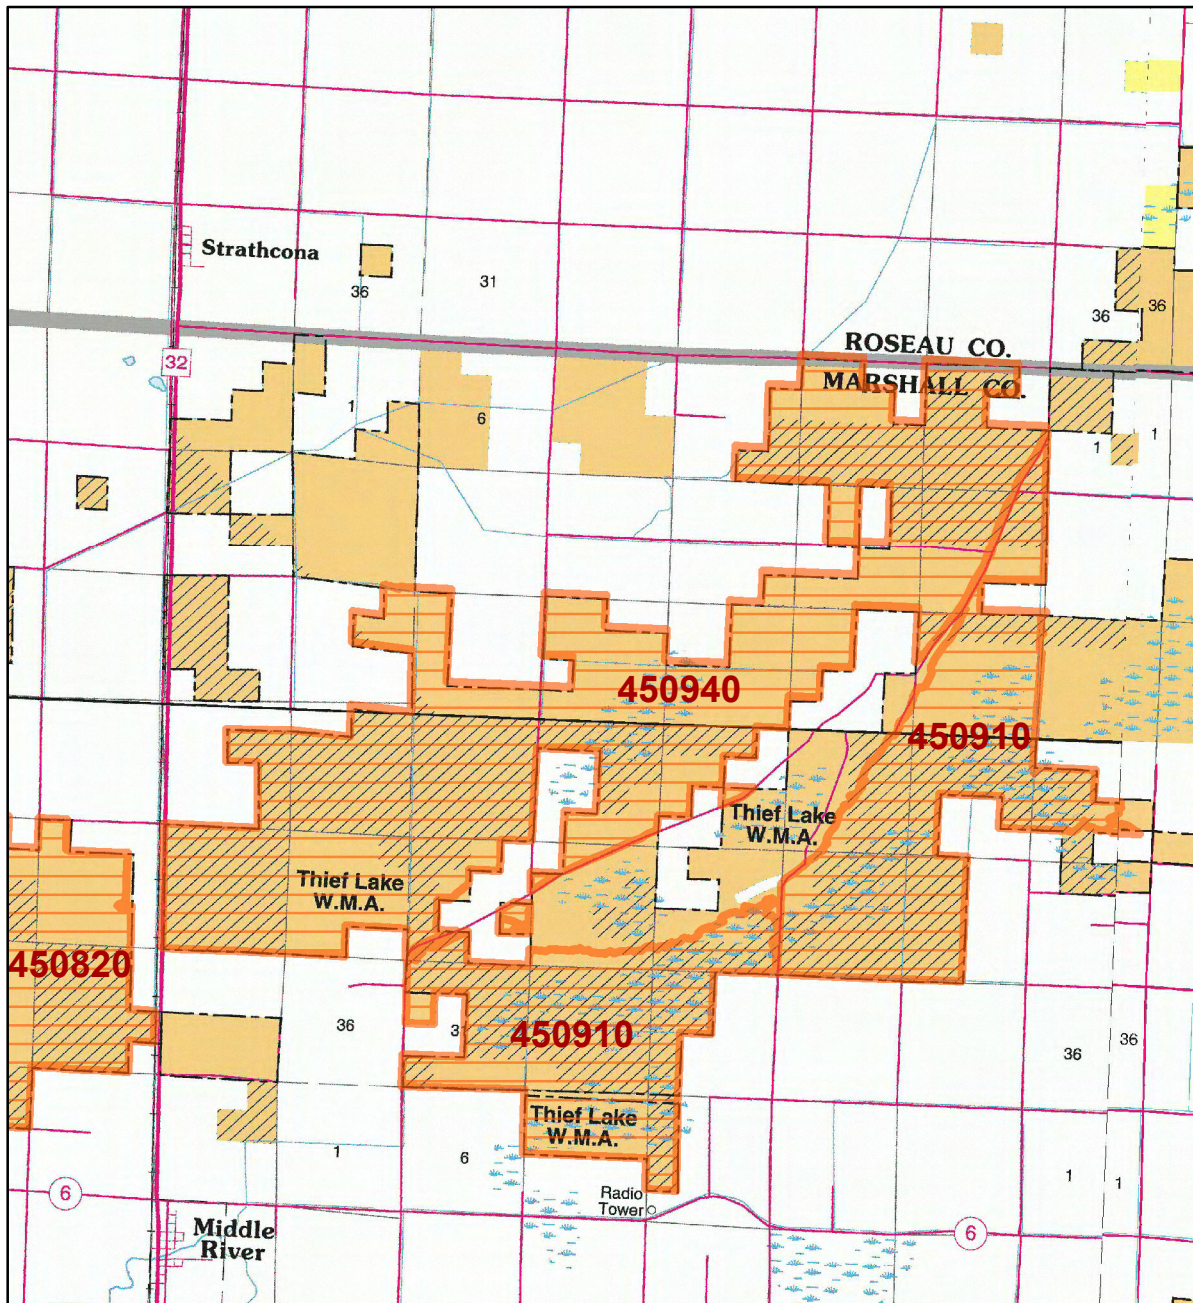 Strathcona
36
31
36
36
ROSEAU CO.
32
MARSHALL CO.
1
6
1
1
450940
450910
Thief Lake
W.M.A.
Thief Lake
W.M.A.
450820
36
450910
36
36
Thief Lake
W.M.A.
1
6
1
1
6
Radio
Tower
Middle
River
6